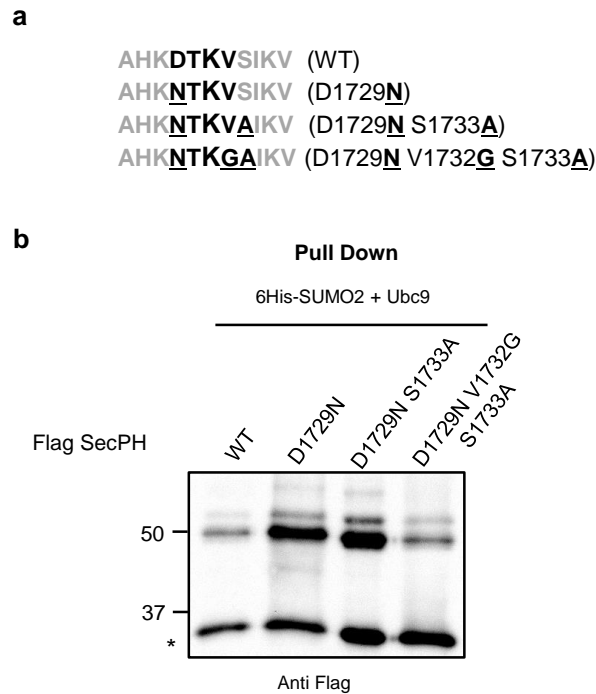 a
AHKDTKVSIKV (WT)
AHKNTKVSIKV (D1729N)
AHKNTKVAIKV (D1729N S1733A)
AHKNTKGAIKV (D1729N V1732G S1733A)
b
Pull Down
6His-SUMO2 + Ubc9
Flag SecPH
WT
D1729N
D1729N S1733A
D1729N V1732G
S1733A
50
37
*
Anti Flag